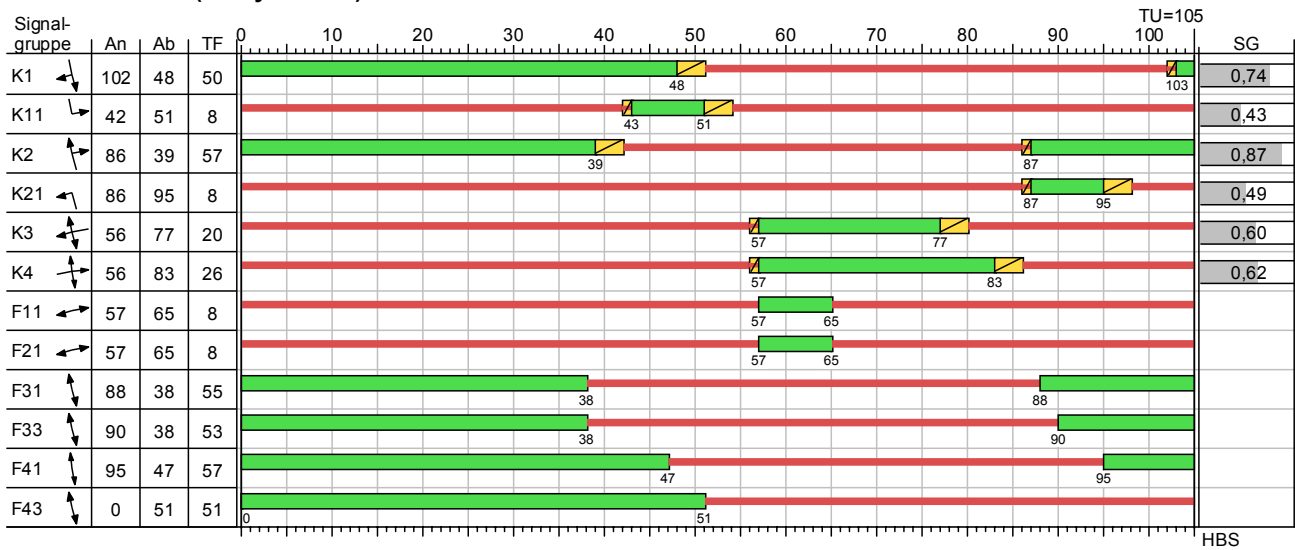 TU=105
Signal-
gruppe An Ab TF 0 10 20 30 40 50 60 70 80 90 100 SG
K1 102 48 50 48 103 0,74
K11 42 51 8 43 51 0,43
K2 86 39 57 39 87 0,87
K21 86 95 8 87 95 0,49
K3 56 77 20 57 77 0,60
K4 56 83 26 57 83 0,62
F11 57 65 8 57 65
F21 57 65 8 57 65
F31 88 38 55 38 88
F33 90 38 53 38 90
F41 95 47 57 47 95
F43 0 51 51 0 51
HBS